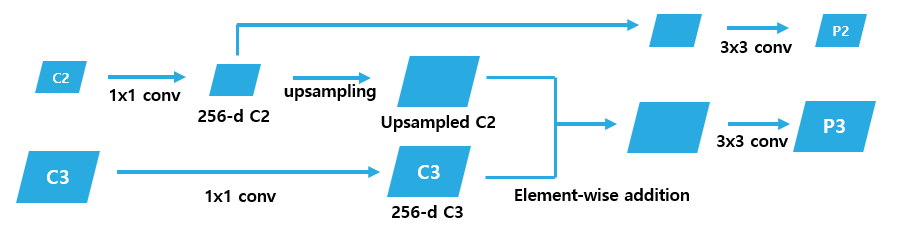 C2
1x1 conv
256-d C2
upsampling
Upsampled C2
3x3 conv
P2
C3
1x1 conv
C3
256-d C3
Element-wise addition
3x3 conv
P3